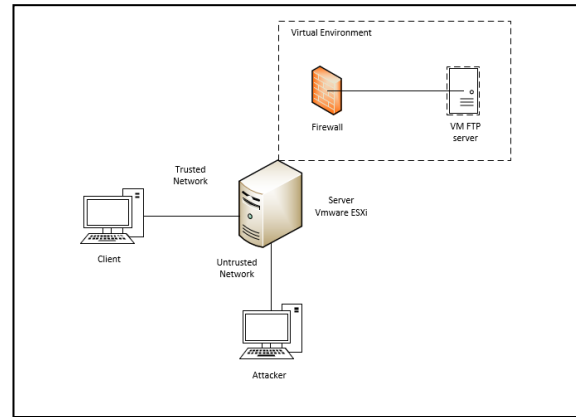 Virtual Environment
Firewall
VM FTP
server
Trusted
Network
Server
Vmware ESXi
Client
Untrusted
Network
Attacker